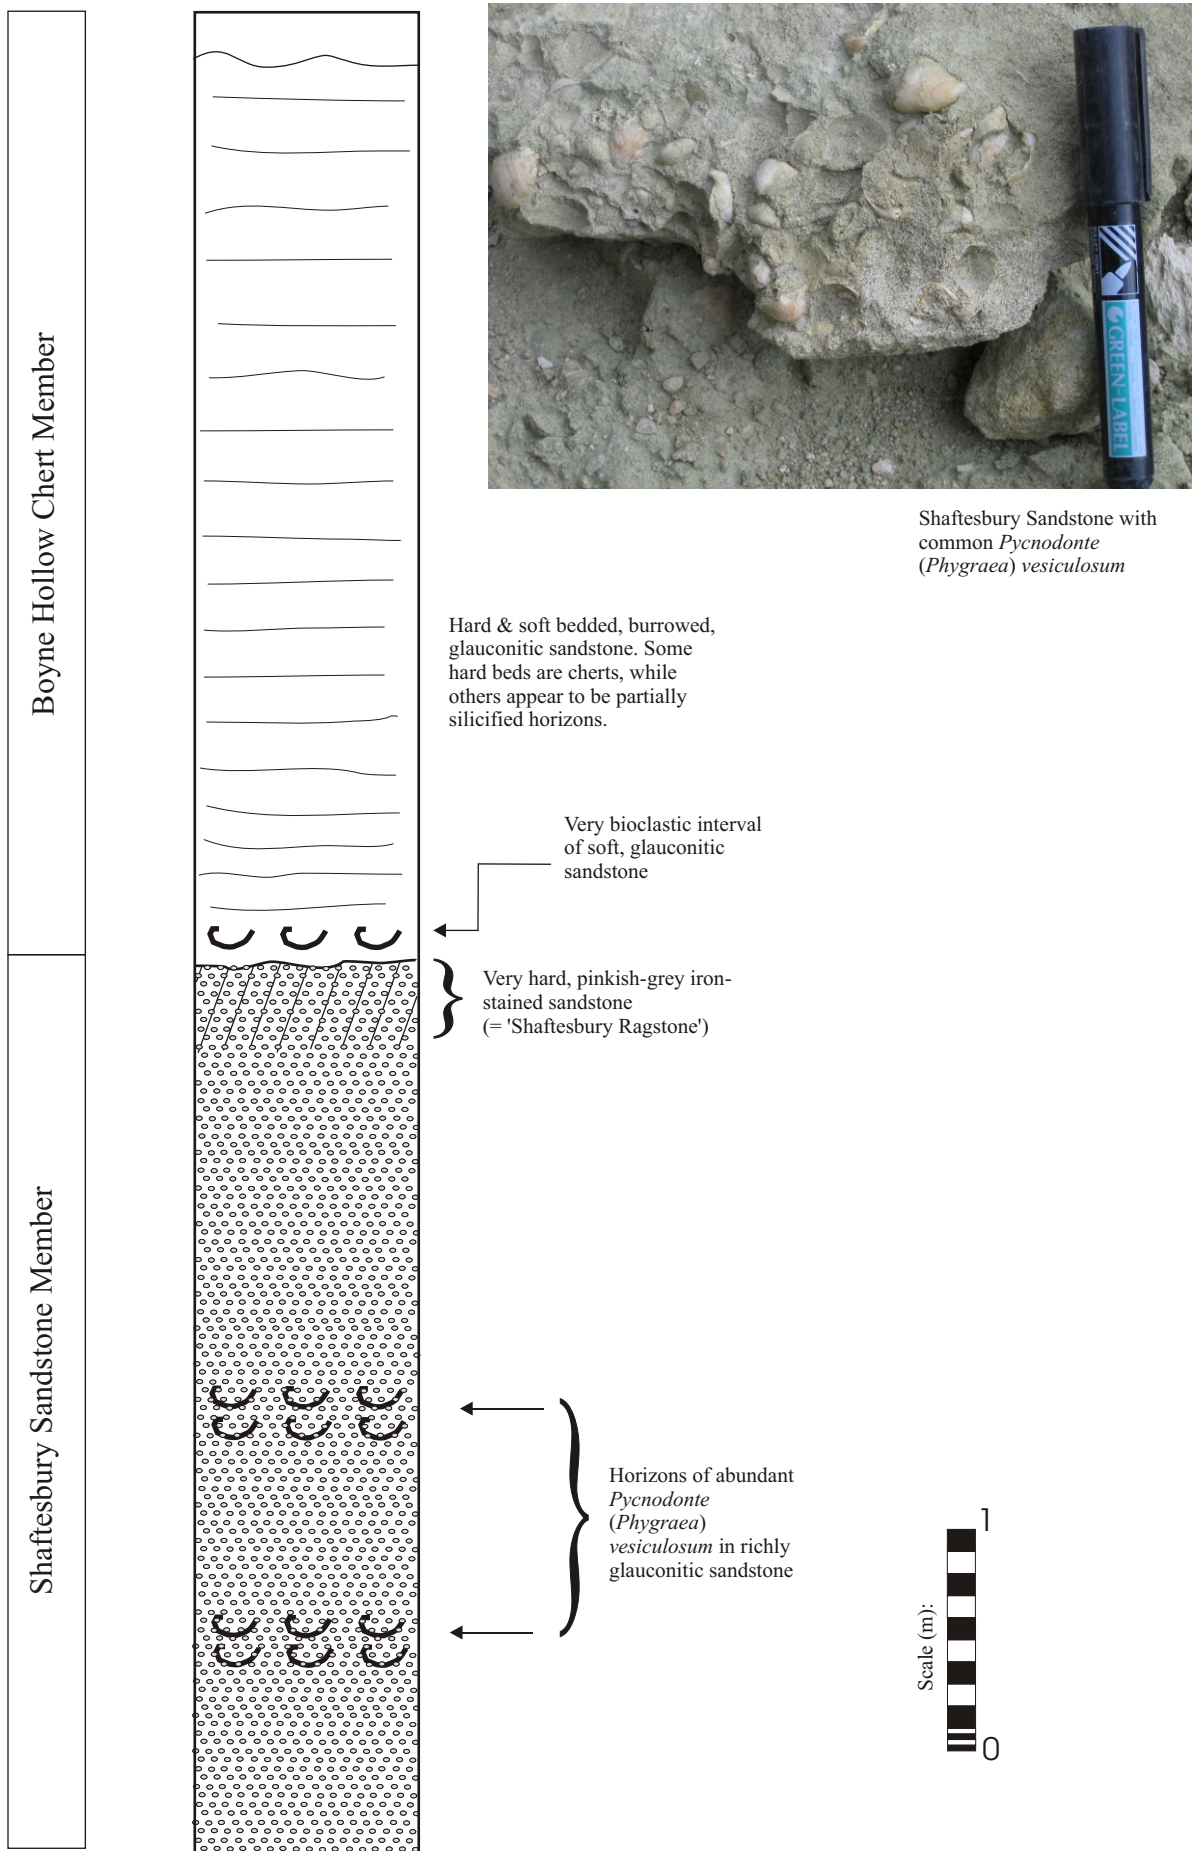 Boyne Hollow Chert Member
GREEN-LABEL
Shaftesbury Sandstone with
common Pycnodonte
(Phygraea) vesiculosum
Hard & soft bedded, burrowed,
glauconitic sandstone. Some
hard beds are cherts, while
others appear to be partially
silicified horizons.
Very bioclastic interval
of soft, glauconitic
sandstone
Very hard, pinkish-grey iron-
stained sandstone
(= 'Shaftesbury Ragstone')
Shaftesbury Sandstone Member
Horizons of abundant
Pycnodonte
(Phygraea)
vesiculosum in richly
glauconitic sandstone
Scale (m):
1
0